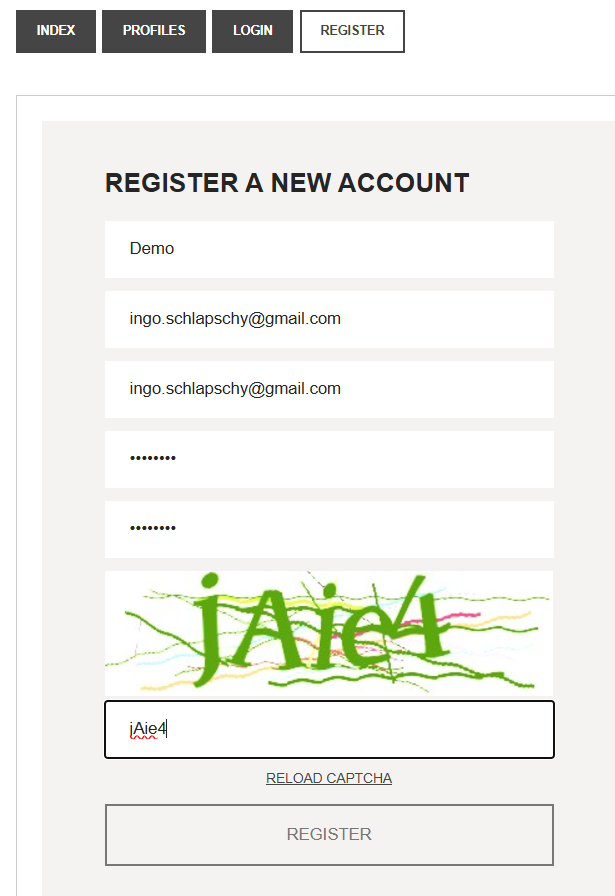 INDEX PROFILES LOGIN REGISTER
REGISTER A NEW ACCOUNT
Demo
ingo.schlapschy@gmail.com
ingo.schlapschy@gmail.com
••••••••
••••••••
jAie4
jAie4
RELOAD CAPTCHA
REGISTER